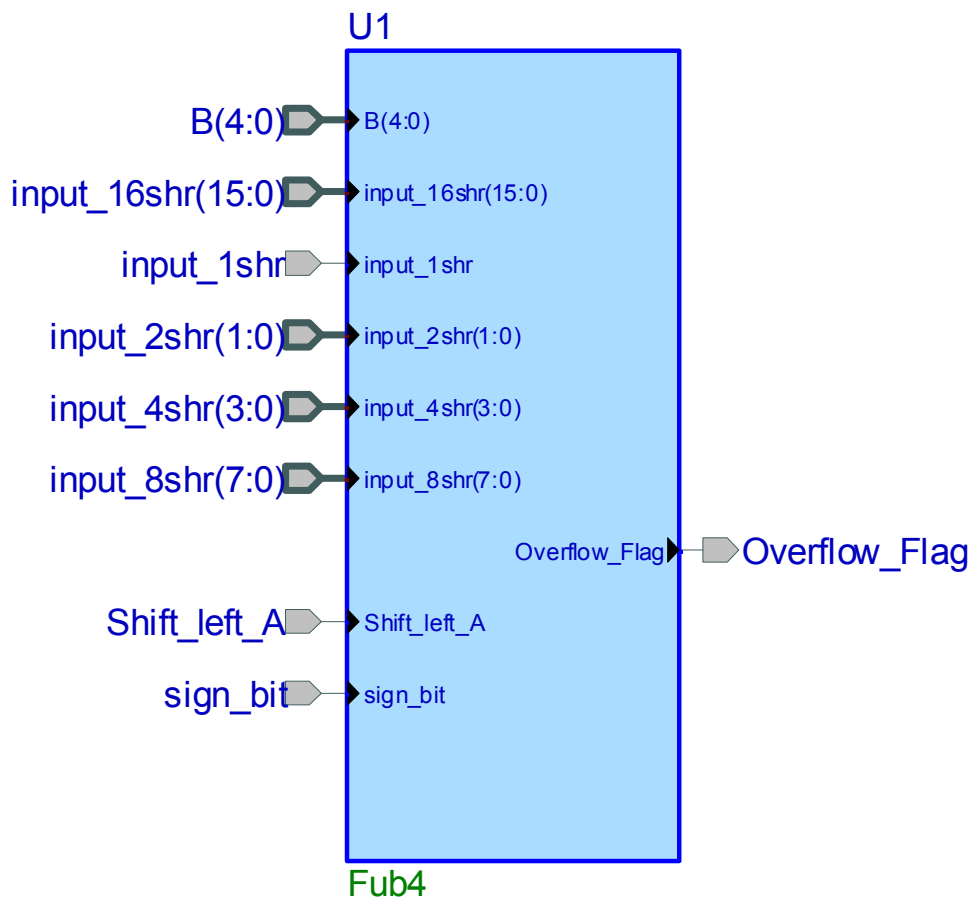 U1
B(4:0) B(4:0)
input_16shr(15:0) input_16shr(15:0)
input_1shr input_1shr
input_2shr(1:0) input_2shr(1:0)
input_4shr(3:0) input_4shr(3:0)
input_8shr(7:0) input_8shr(7:0)
Overflow_Flag Overflow_Flag
Shift_left_A Shift_left_A
sign_bit sign_bit
Fub4